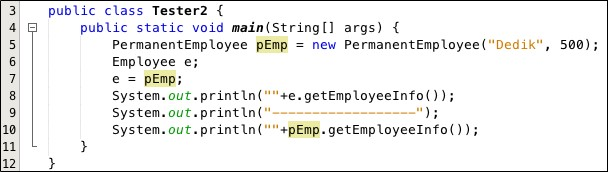 3 public class Tester2 {
4 public static void main(String[] args) {
5 PermanentEmployee pEmp = new PermanentEmployee("Dedik", 500);
6 Employee e;
7 e = pEmp;
8 System.out.println(""+e.getEmployeeInfo());
9 System.out.println("-------------------");
10 System.out.println(""+pEmp.getEmployeeInfo());
11 }
12 }